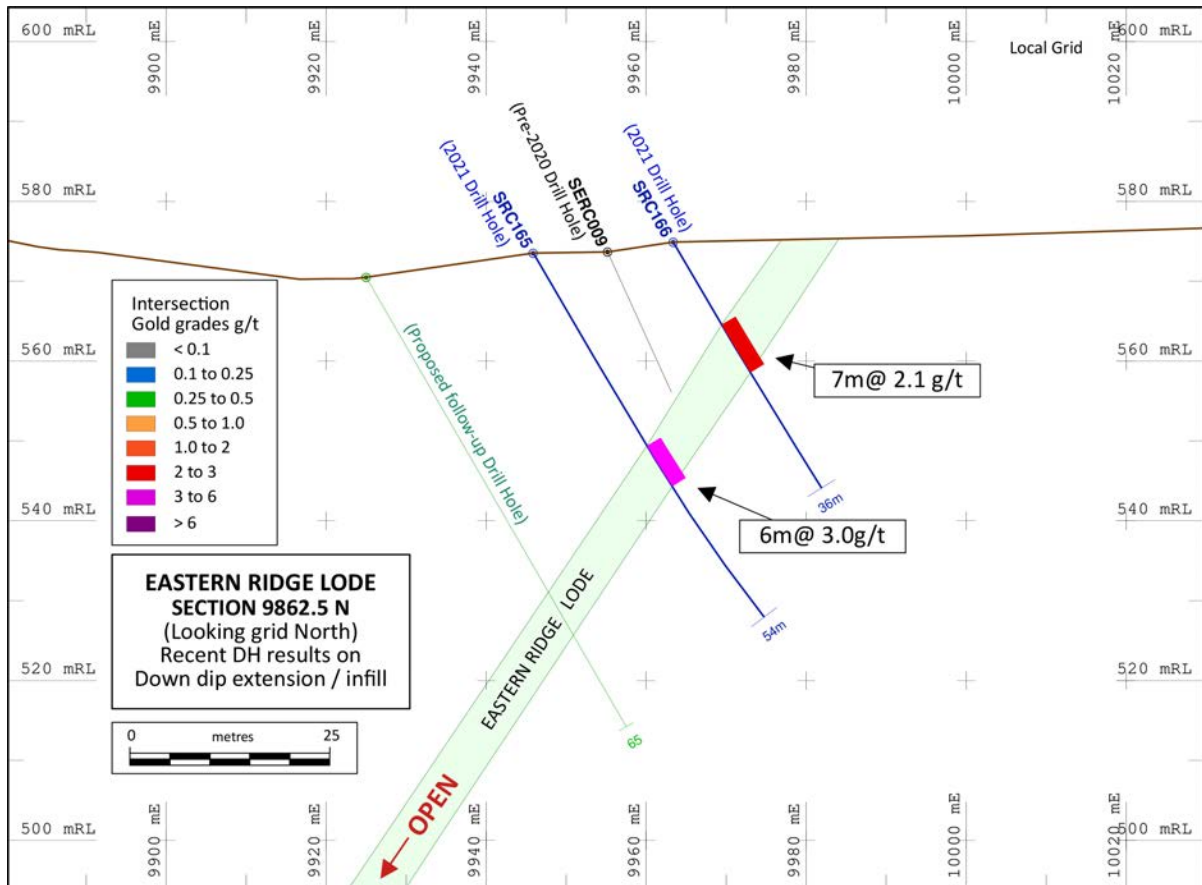 600 mRL
9900 mE
9920 mE
9940 mE
9960 mE
9980 mE
10000 mE
10020 mE
600 mRL
Local Grid
580 mRL
580 mRL
(2021 Drill Hole)
SRC165
(Pre-2020 Drill Hole)
SERC009
(2021 Drill Hole)
SRC166
Intersection
Gold grades g/t
< 0.1
0.1 to 0.25
0.25 to 0.5
0.5 to 1.0
1.0 to 2
2 to 3
3 to 6
> 6
(Proposed follow-up Drill Hole)
560 mRL
560 mRL
7m@ 2.1 g/t
36m
540 mRL
540 mRL
6m@ 3.0g/t
EASTERN RIDGE LODE
54m
65
EASTERN RIDGE LODE
SECTION 9862.5 N
(Looking grid North)
Recent DH results on
Down dip extension / infill
520 mRL
520 mRL
0 metres 25
OPEN
500 mRL
9900 mE
9920 mE
9940 mE
9960 mE
9980 mE
10000 mE
10020 mE
500 mRL